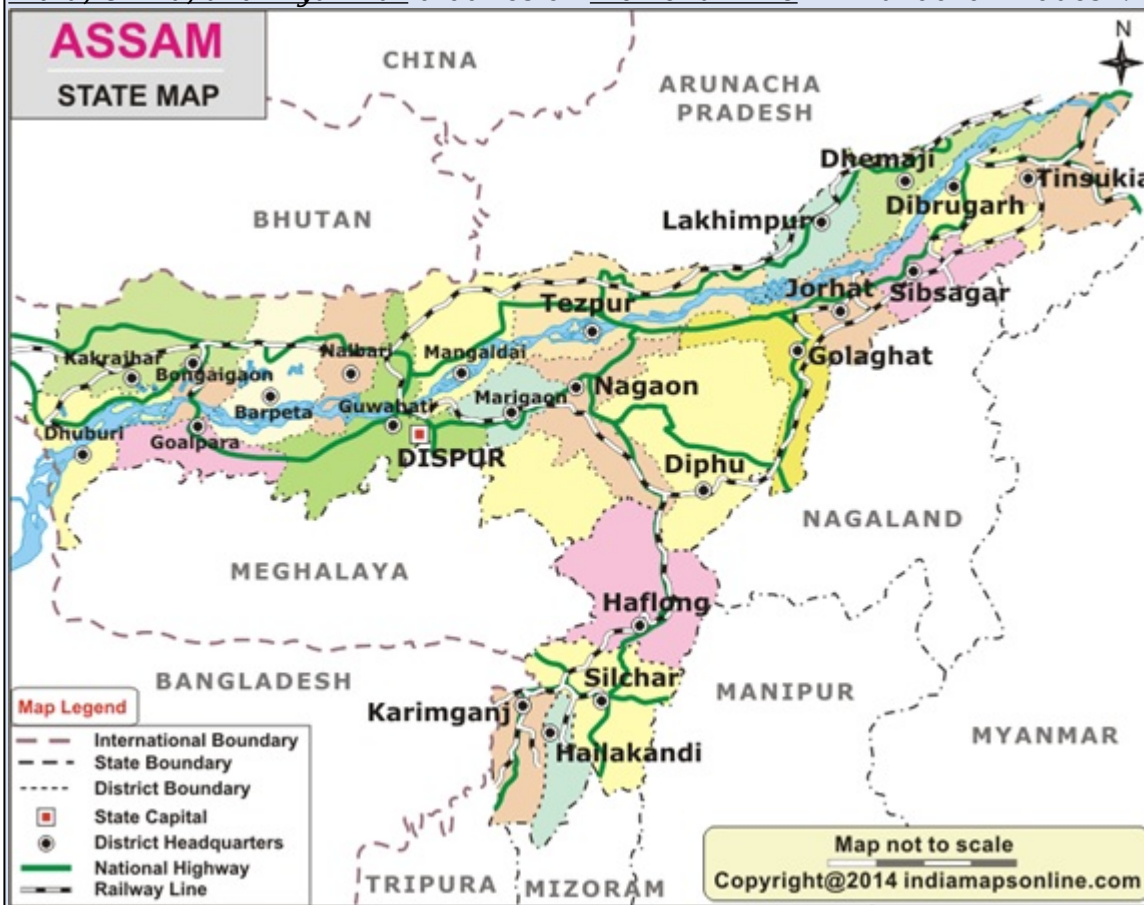 ASSAM
STATE MAP
N
CHINA
ARUNACHA
PRADESH
BHUTAN
Dhemaji
Tinsukia
Dibrugarh
Lakhimpur
Tezpur
Jorhat
Sibsagar
Kakrajhar
Bongaigaon
Nalbari
Mangaldai
Golaghat
Barpeta
Guwahati
Marigaon
Nagaon
Dhuburi
Goalpara
DISPUR
Diphu
NAGALAND
MEGHALAYA
Haflong
BANGLADESH
Silchar
MANIPUR
Karimganj
Hailakandi
MYANMAR
Map Legend
International Boundary
State Boundary
District Boundary
State Capital
District Headquarters
National Highway
Railway Line
TRIPURA
MIZORAM
Map not to scale
Copyright@2014 indiamapsonline.com